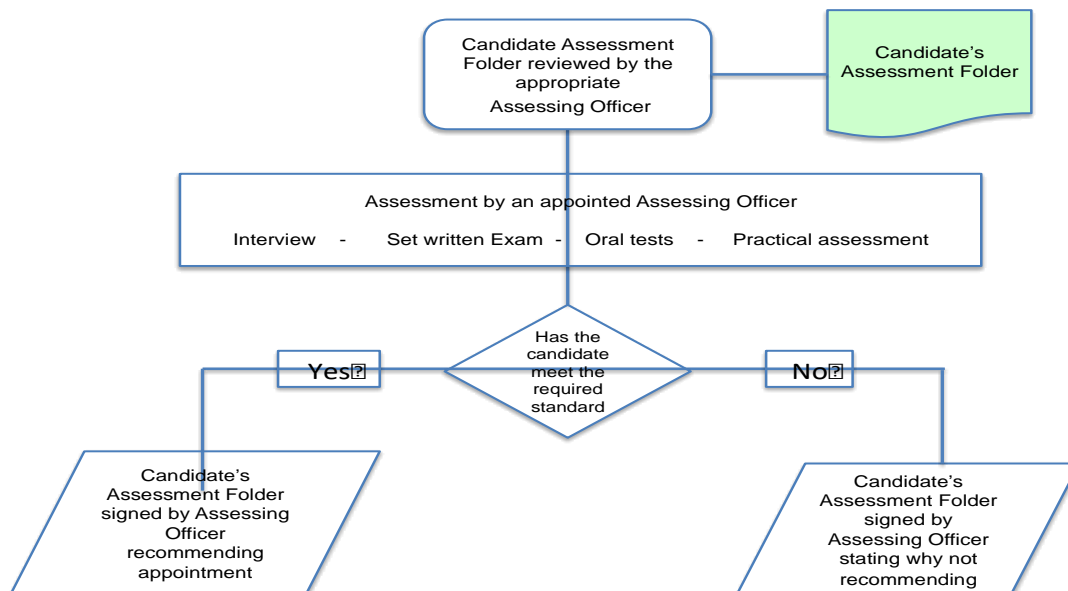 Candidate Assessment
Folder reviewed by the
appropriate
Assessing Officer
Candidate’s
Assessment Folder
Assessment by an appointed Assessing Officer
Interview - Set written Exam - Oral tests - Practical assessment
Has the
candidate
meet the
required
standard
Yes
No
Candidate’s
Assessment Folder
signed by Assessing
Officer
recommending
appointment
Candidate’s
Assessment Folder
signed by
Assessing Officer
stating why not
recommending